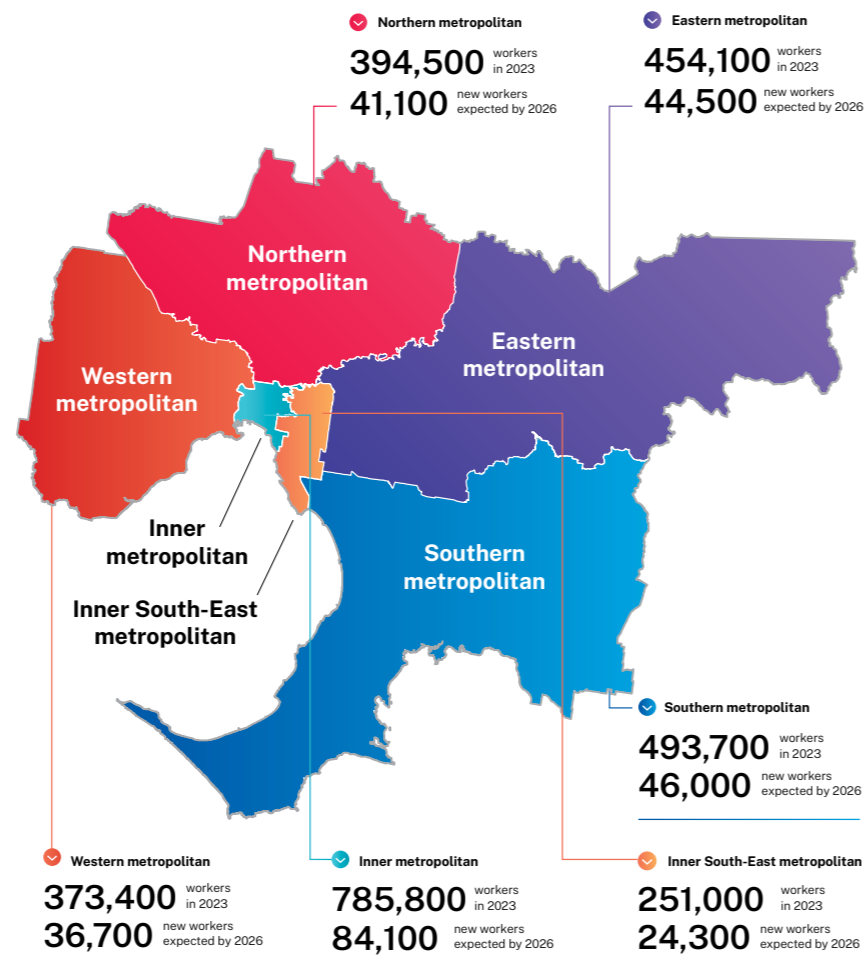 Northern metropolitan
394,500 workers in 2023
41,100 new workers expected by 2026
Eastern metropolitan
454,100 workers in 2023
44,500 new workers expected by 2026
Northern
metropolitan
Eastern
metropolitan
Western
metropolitan
Inner
metropolitan
Southern
metropolitan
Inner South-East
metropolitan
Southern metropolitan
493,700 workers in 2023
46,000 new workers expected by 2026
Western metropolitan
373,400 workers in 2023
36,700 new workers expected by 2026
Inner metropolitan
785,800 workers in 2023
84,100 new workers expected by 2026
Inner South-East metropolitan
251,000 workers in 2023
24,300 new workers expected by 2026